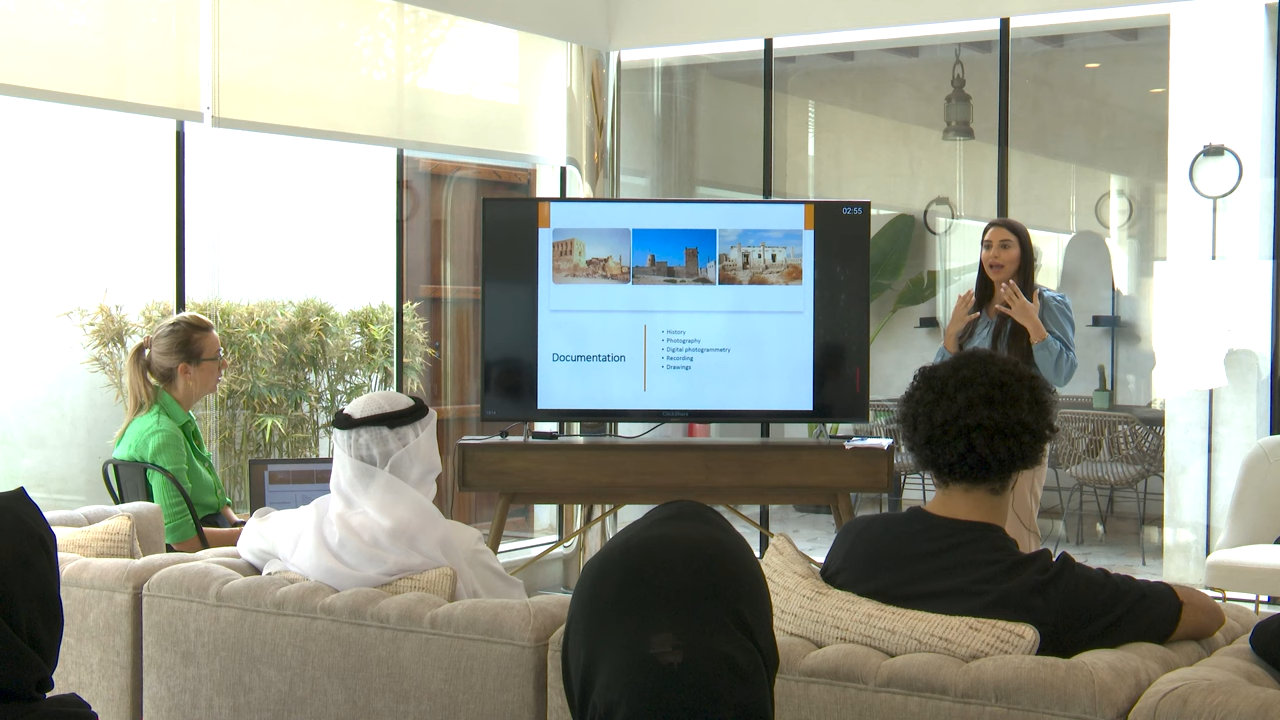 02:55
Documentation
• History
• Photography
• Digital photogrammetry
• Recording
• Drawings